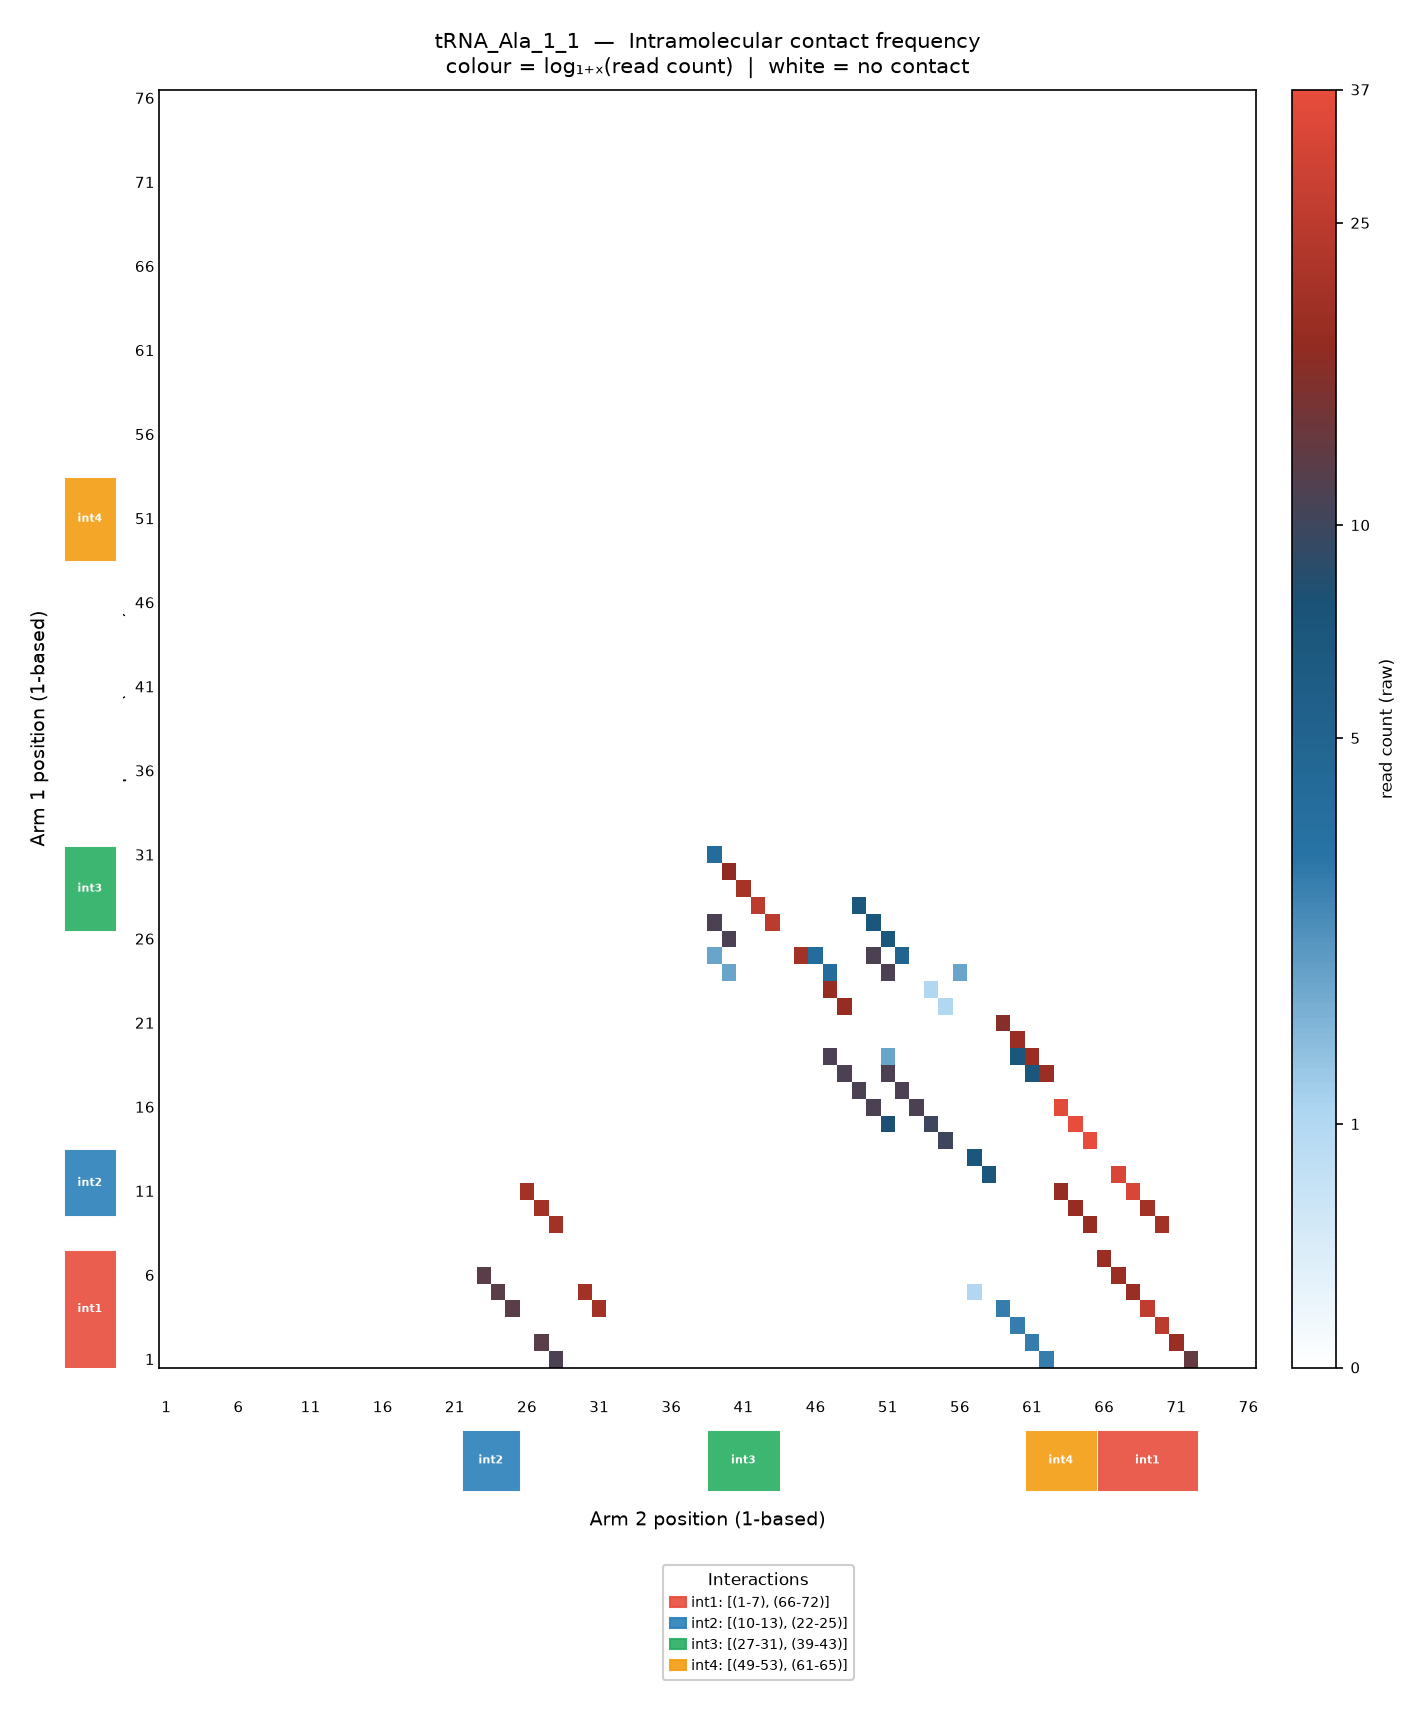 tRNA_Ala_1_1 — Intramolecular contact frequency
colour = log₁₊ₓ(read count) | white = no contact
76
71
66
61
56
51
46
41
36
31
26
21
16
11
6
1
Arm 1 position (1-based)
int4
int3
int2
int1
1 6 11 16 21 26 31 36 41 46 51 56 61 66 71 76
int2 int3 int4 int1
Arm 2 position (1-based)
37
25
10
5
1
0
read count (raw)
Interactions
int1: [(1-7), (66-72)]
int2: [(10-13), (22-25)]
int3: [(27-31), (39-43)]
int4: [(49-53), (61-65)]